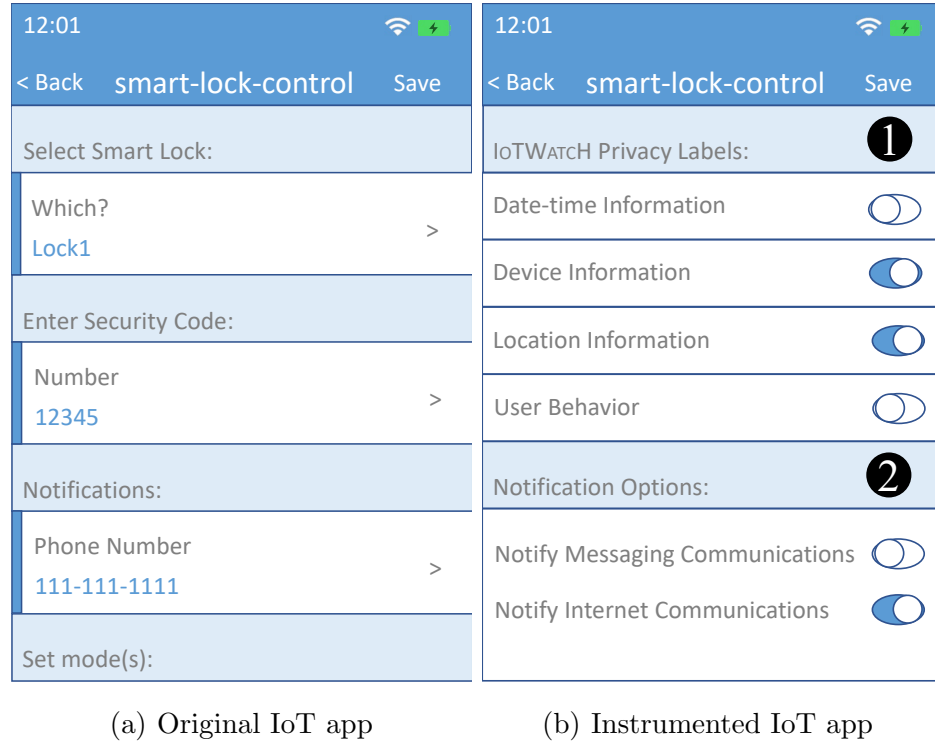 12:01
< Back smart-lock-control Save
Select Smart Lock:
Which?
Lock1
>
Enter Security Code:
Number
12345
>
Notifications:
Phone Number
111-111-1111
>
Set mode(s):
(a) Original IoT app
12:01
< Back smart-lock-control Save
IoTWatcH Privacy Labels: 1
Date-time Information
Device Information
Location Information
User Behavior
Notification Options: 2
Notify Messaging Communications
Notify Internet Communications
(b) Instrumented IoT app